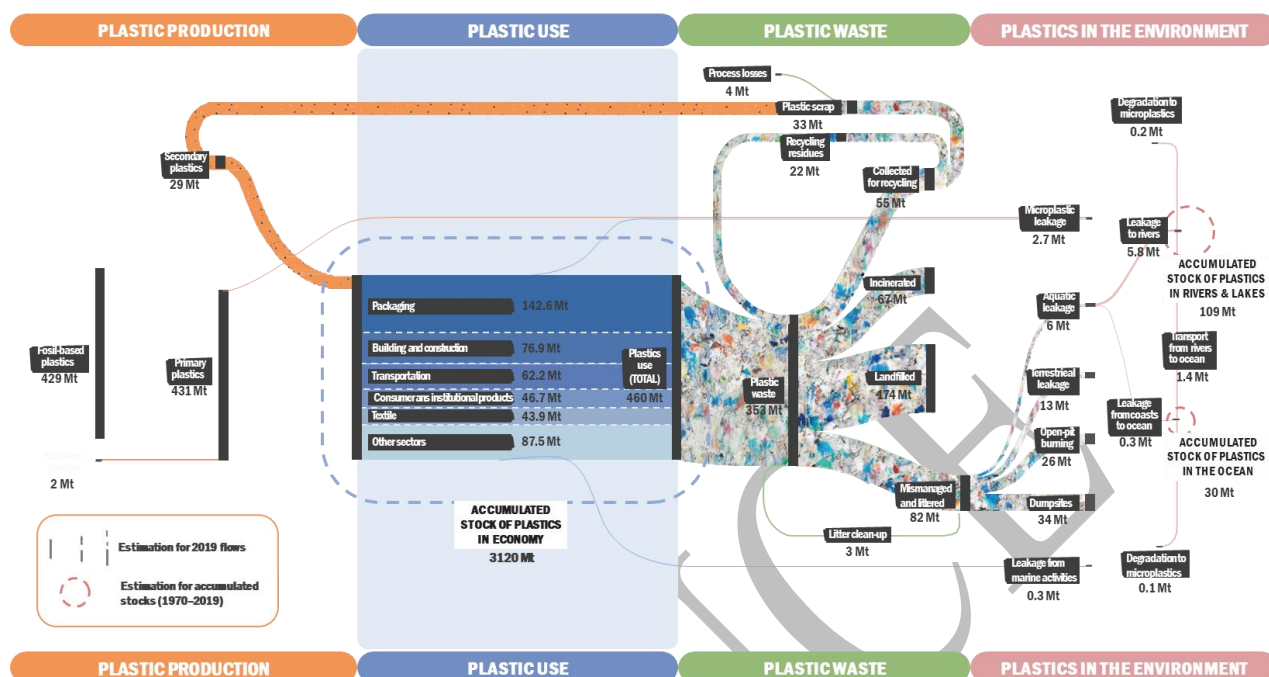 PLASTIC PRODUCTION
PLASTIC USE
PLASTIC WASTE
PLASTICS IN THE ENVIRONMENT
Process losses
4 Mt
Plastic scrap
33 Mt
Recycling
residues
22 Mt
Collected
for recycling
55 Mt
Secondary
plastics
29 Mt
Degradation to
microplastics
0.2 Mt
Microplastic
leakage
2.7 Mt
Leakage
to rivers
5.8 Mt
ACCUMULATED
STOCK OF PLASTICS
IN RIVERS & LAKES
109 Mt
Fosil-based
plastics
429 Mt
Primary
plastics
431 Mt
2 Mt
Packaging
142.6 Mt
Building and construction
76.9 Mt
Transportation
62.2 Mt
Consumer ans institutional products
46.7 Mt
Textile
43.9 Mt
Other sectors
87.5 Mt
Plastics
use
(TOTAL)
460 Mt
Plastic
waste
353 Mt
Incinerated
67 Mt
Landfilled
174 Mt
Mismanaged
and littered
82 Mt
Aquatic
leakage
6 Mt
Terrestrical
leakage
13 Mt
Open-pit
burning
26 Mt
Dumpsites
34 Mt
Transport
from rivers
to ocean
1.4 Mt
Leakage
from coasts
to ocean
0.3 Mt
ACCUMULATED
STOCK OF PLASTICS
IN THE OCEAN
30 Mt
Litter clean-up
3 Mt
Leakage from
marine activities
0.3 Mt
Degradation to
microplastics
0.1 Mt
ACCUMULATED
STOCK OF PLASTICS
IN ECONOMY
3120 Mt
Estimation for 2019 flows
Estimation for accumulated
stocks (1970–2019)
PLASTIC PRODUCTION
PLASTIC USE
PLASTIC WASTE
PLASTICS IN THE ENVIRONMENT